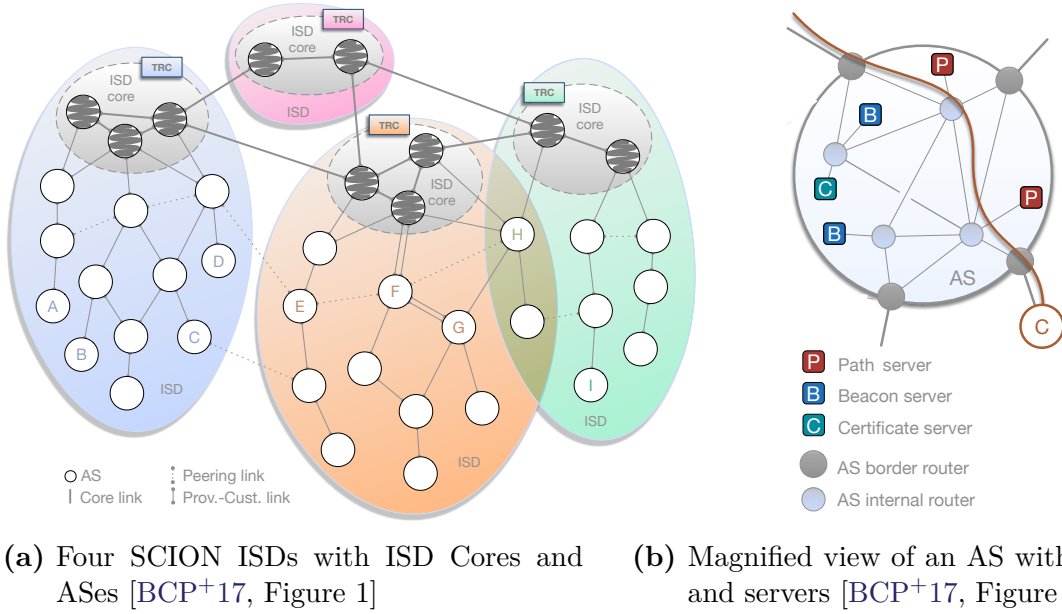 TRC
ISD
core
ISD
TRC
ISD
core
TRC
ISD
core
TRC
ISD
core
A
B
C
D
E
F
G
H
I
ISD
ISD
ISD
AS
Core link
Peering link
Prov.-Cust. link
(a) Four SCION ISDs with ISD Cores and
ASes [BCP+17, Figure 1]
P
B
C
P
B
AS
C
P Path server
B Beacon server
C Certificate server
AS border router
AS internal router
(b) Magnified view of an AS with
and servers [BCP+17, Figure